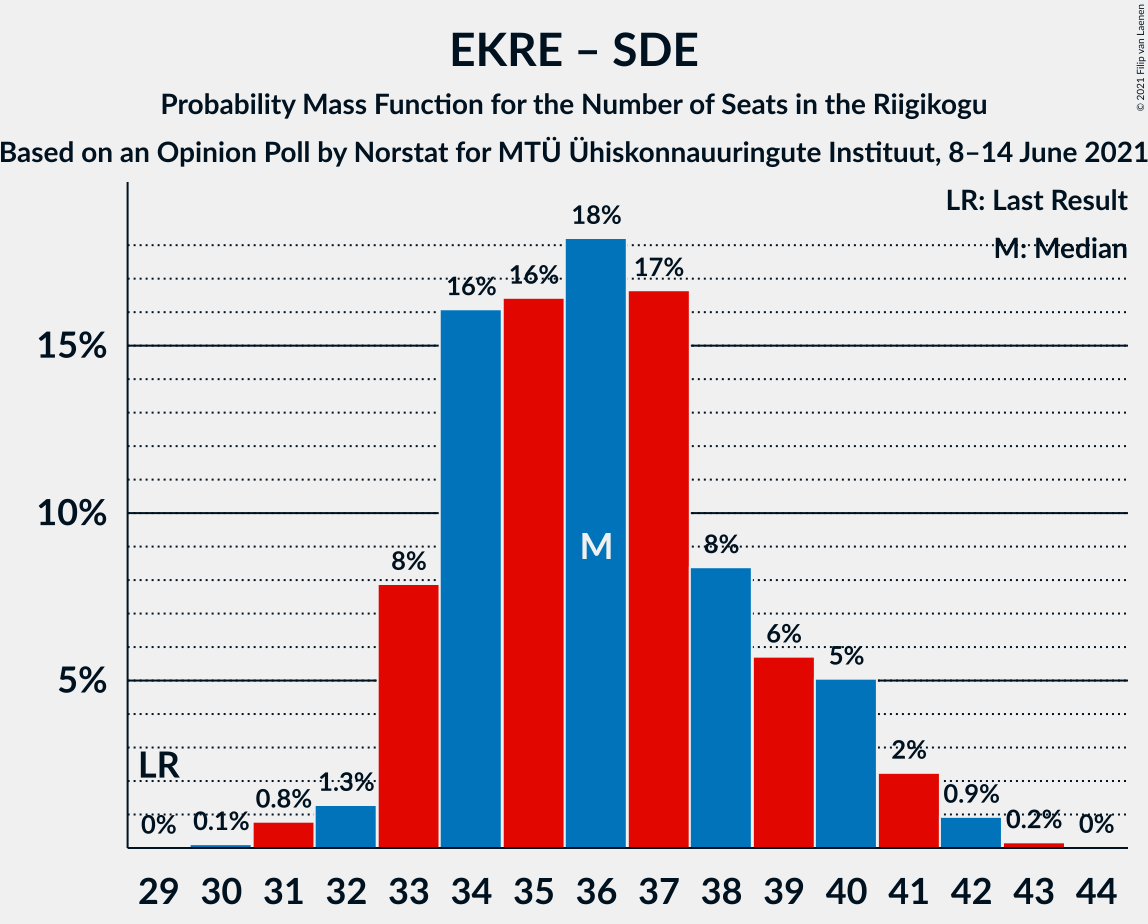 EKRE – SDE
Probability Mass Function for the Number of Seats in the Riigikogu
Based on an Opinion Poll by Norstat for MTÜ Ühiskonnauuringute Instituut, 8–14 June 2021
© 2021 Filip van Laenen
LR: Last Result
M: Median
15%
10%
5%
LR
0%
0.1%
0.8%
1.3%
8%
16%
16%
18%
17%
8%
6%
5%
2%
0.9%
0.2%
0%
M
29 30 31 32 33 34 35 36 37 38 39 40 41 42 43 44